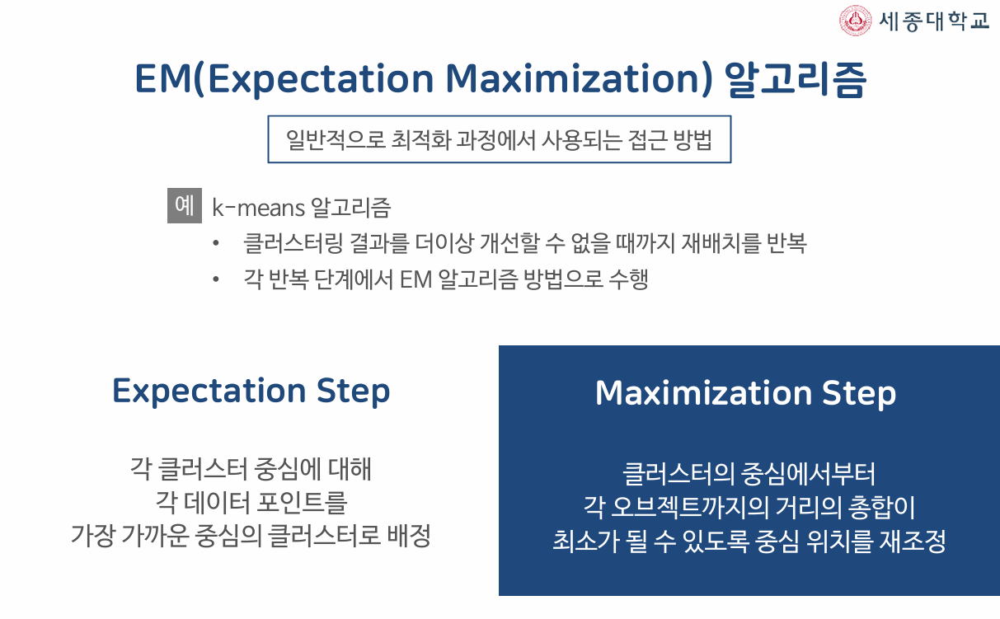 세종대학교
EM(Expectation Maximization) 알고리즘
일반적으로 최적화 과정에서 사용되는 접근 방법
예 k-means 알고리즘
• 클러스터링 결과를 더이상 개선할 수 없을 때까지 재배치를 반복
• 각 반복 단계에서 EM 알고리즘 방법으로 수행
Expectation Step
각 클러스터 중심에 대해
각 데이터 포인트를
가장 가까운 중심의 클러스터로 배정
Maximization Step
클러스터의 중심에서부터
각 오브젝트까지의 거리의 총합이
최소가 될 수 있도록 중심 위치를 재조정